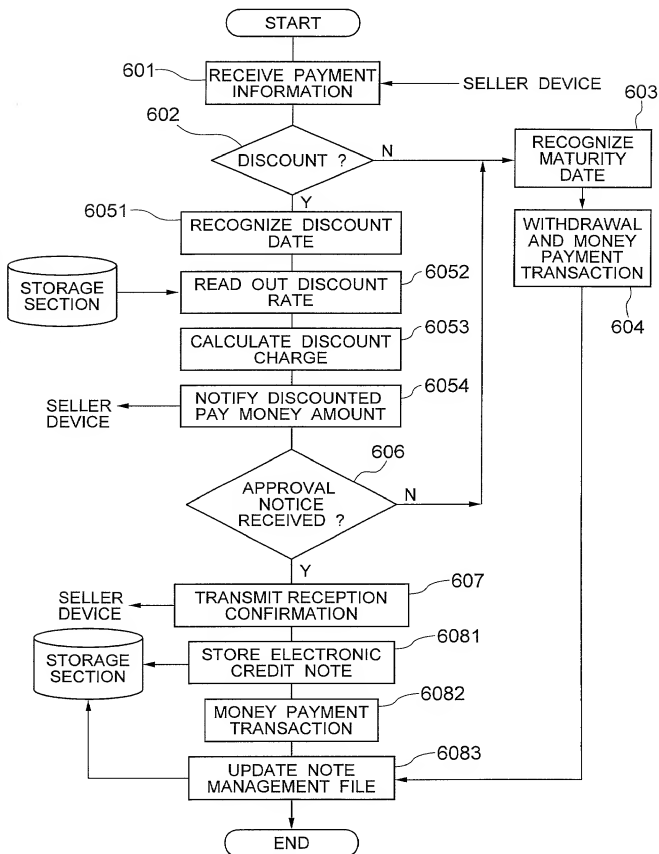 START
601
RECEIVE PAYMENT
INFORMATION
SELLER DEVICE
602
DISCOUNT ?
N
Y
603
RECOGNIZE
MATURITY
DATE
WITHDRAWAL
AND MONEY
PAYMENT
TRANSACTION
604
6051
RECOGNIZE DISCOUNT
DATE
STORAGE
SECTION
READ OUT DISCOUNT
RATE
6052
CALCULATE DISCOUNT
CHARGE
6053
SELLER
DEVICE
NOTIFY DISCOUNTED
PAY MONEY AMOUNT
6054
606
APPROVAL
NOTICE
RECEIVED ?
N
Y
SELLER
DEVICE
TRANSMIT RECEPTION
CONFIRMATION
607
STORAGE
SECTION
STORE ELECTRONIC
CREDIT NOTE
6081
MONEY PAYMENT
TRANSACTION
6082
UPDATE NOTE
MANAGEMENT FILE
6083
END